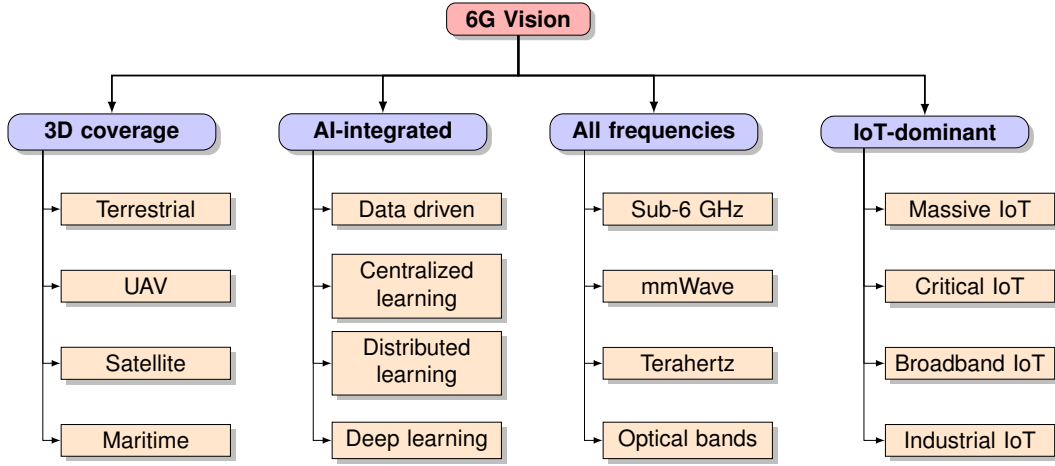 6G Vision
3D coverage
AI-integrated
All frequencies
IoT-dominant
Terrestrial
Data driven
Sub-6 GHz
Massive IoT
UAV
Centralized
learning
mmWave
Critical IoT
Satellite
Distributed
learning
Terahertz
Broadband IoT
Maritime
Deep learning
Optical bands
Industrial IoT